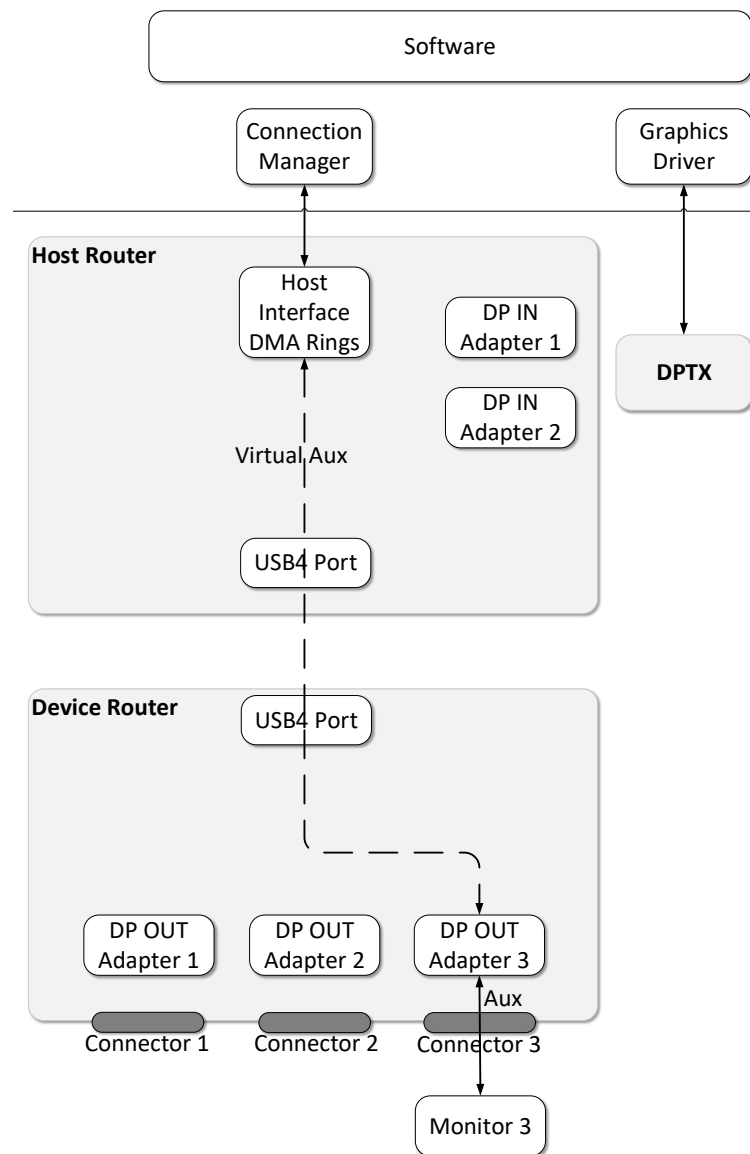 Software
Connection
Manager
Graphics
Driver
Host Router
Host
Interface
DMA Rings
DP IN
Adapter 1
DPTX
DP IN
Adapter 2
Virtual Aux
USB4 Port
Device Router
USB4 Port
DP OUT
Adapter 1
DP OUT
Adapter 2
DP OUT
Adapter 3
Aux
Connector 1
Connector 2
Connector 3
Monitor 3